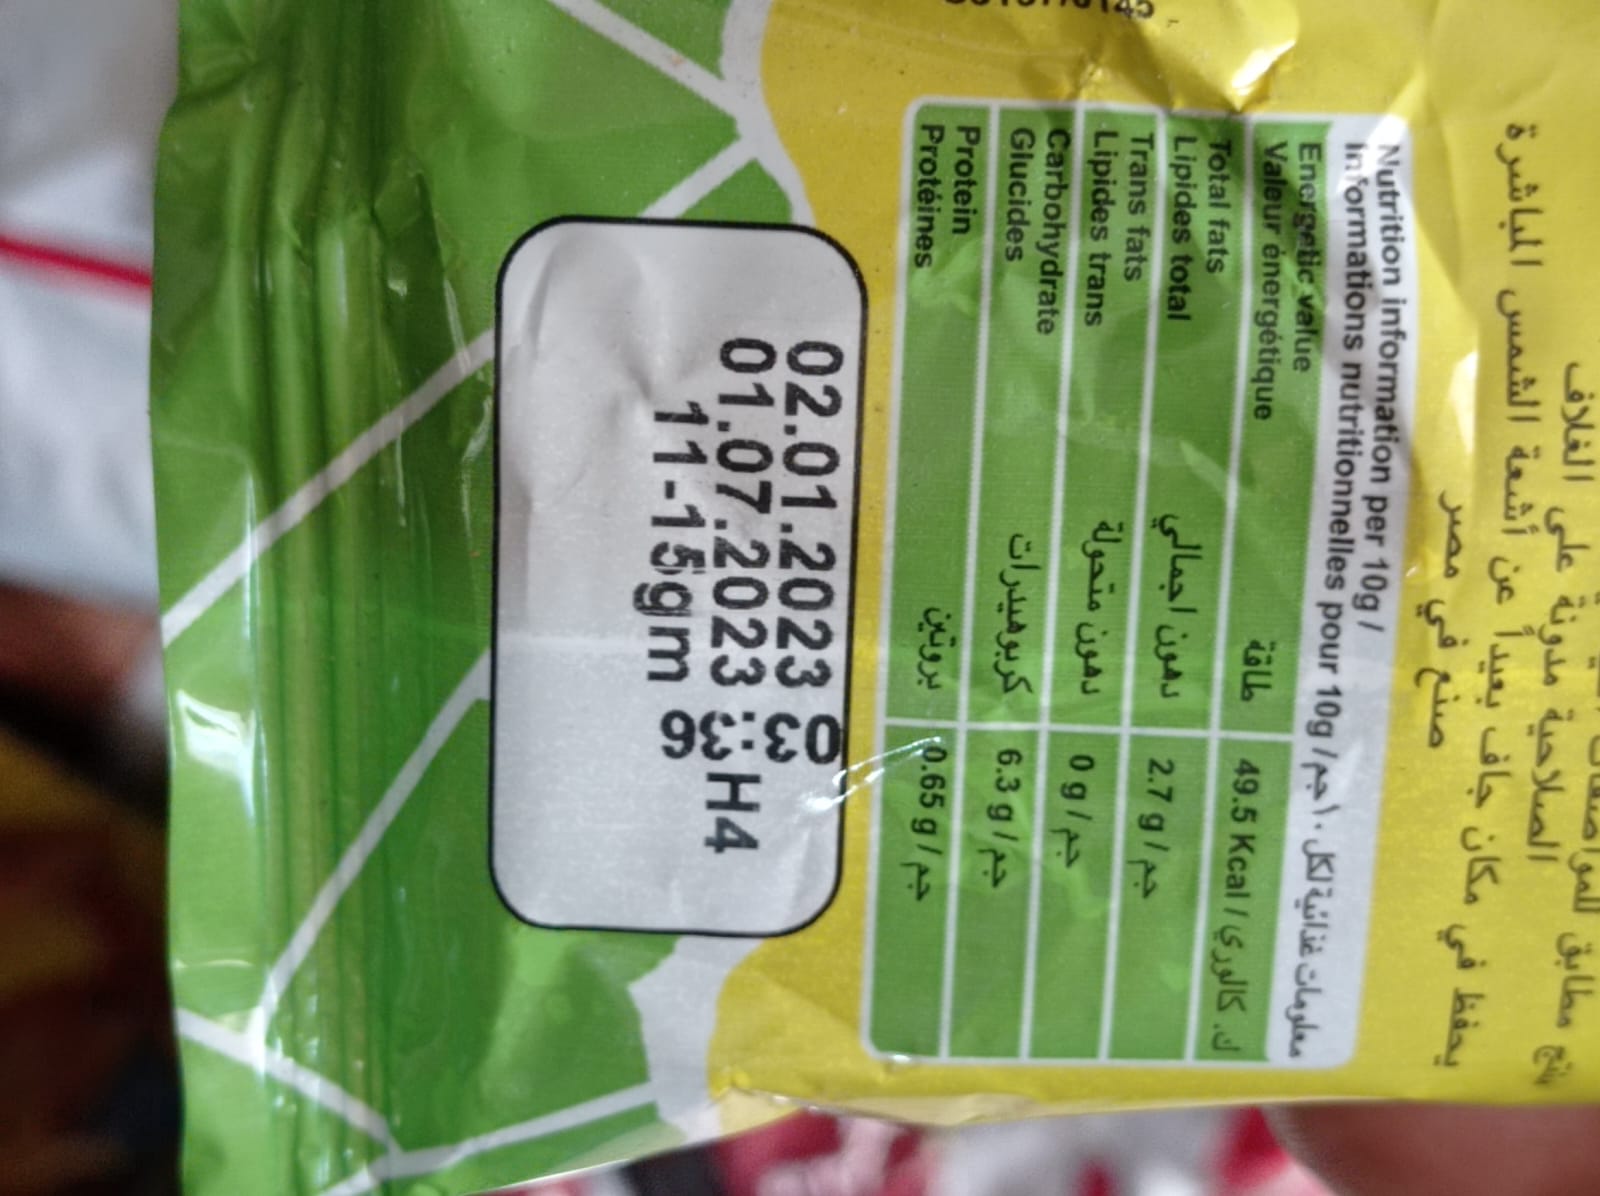 المباشرة
الغلاف
على
مدونة
الصلاحية
للمواصفات
مطابق
منتج
يحفظ في مكان جاف بعيداً عن أشعة الشمس
صنع في مصر
Nutrition information per 10g /
Informations nutritionnelles pour 10g / معلومات غذائية لكل ١٠جم
Energetic value
Valeur énergétique طاقة 49.5 Kcal / ك. كالوري
Total fats
Lipides total دهون اجمالي 2.7 g / جم
Trans fats
Lipides trans دهون متحولة 0 g / جم
Carbohydrate
Glucides كربوهيدرات 6.3 g / جم
Protein
Protéines بروتين 0.65 g / جم
02.01.2023
01.07.2023 H4
11-15gm